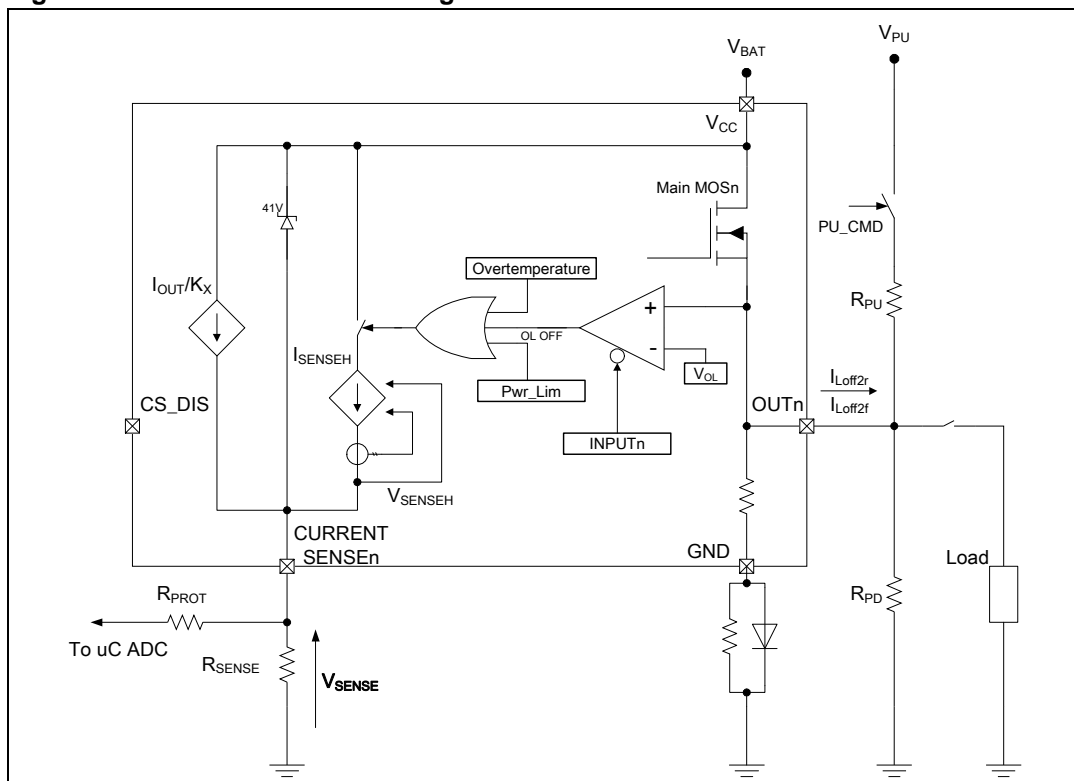 V_BAT
V_PU
V_CC
Main MOSn
41V
PU_CMD
Overtemperature
I_OUT/K_X
R_PU
+
OL OFF
-
I_SENSEH
V_OL
I_Loff2r
Pwr_Lim
CS_DIS
OUTn
I_Loff2f
INPUTn
V_SENSEH
CURRENT
SENSEn
GND
Load
R_PROT
R_PD
To uC ADC
R_SENSE
V_SENSE